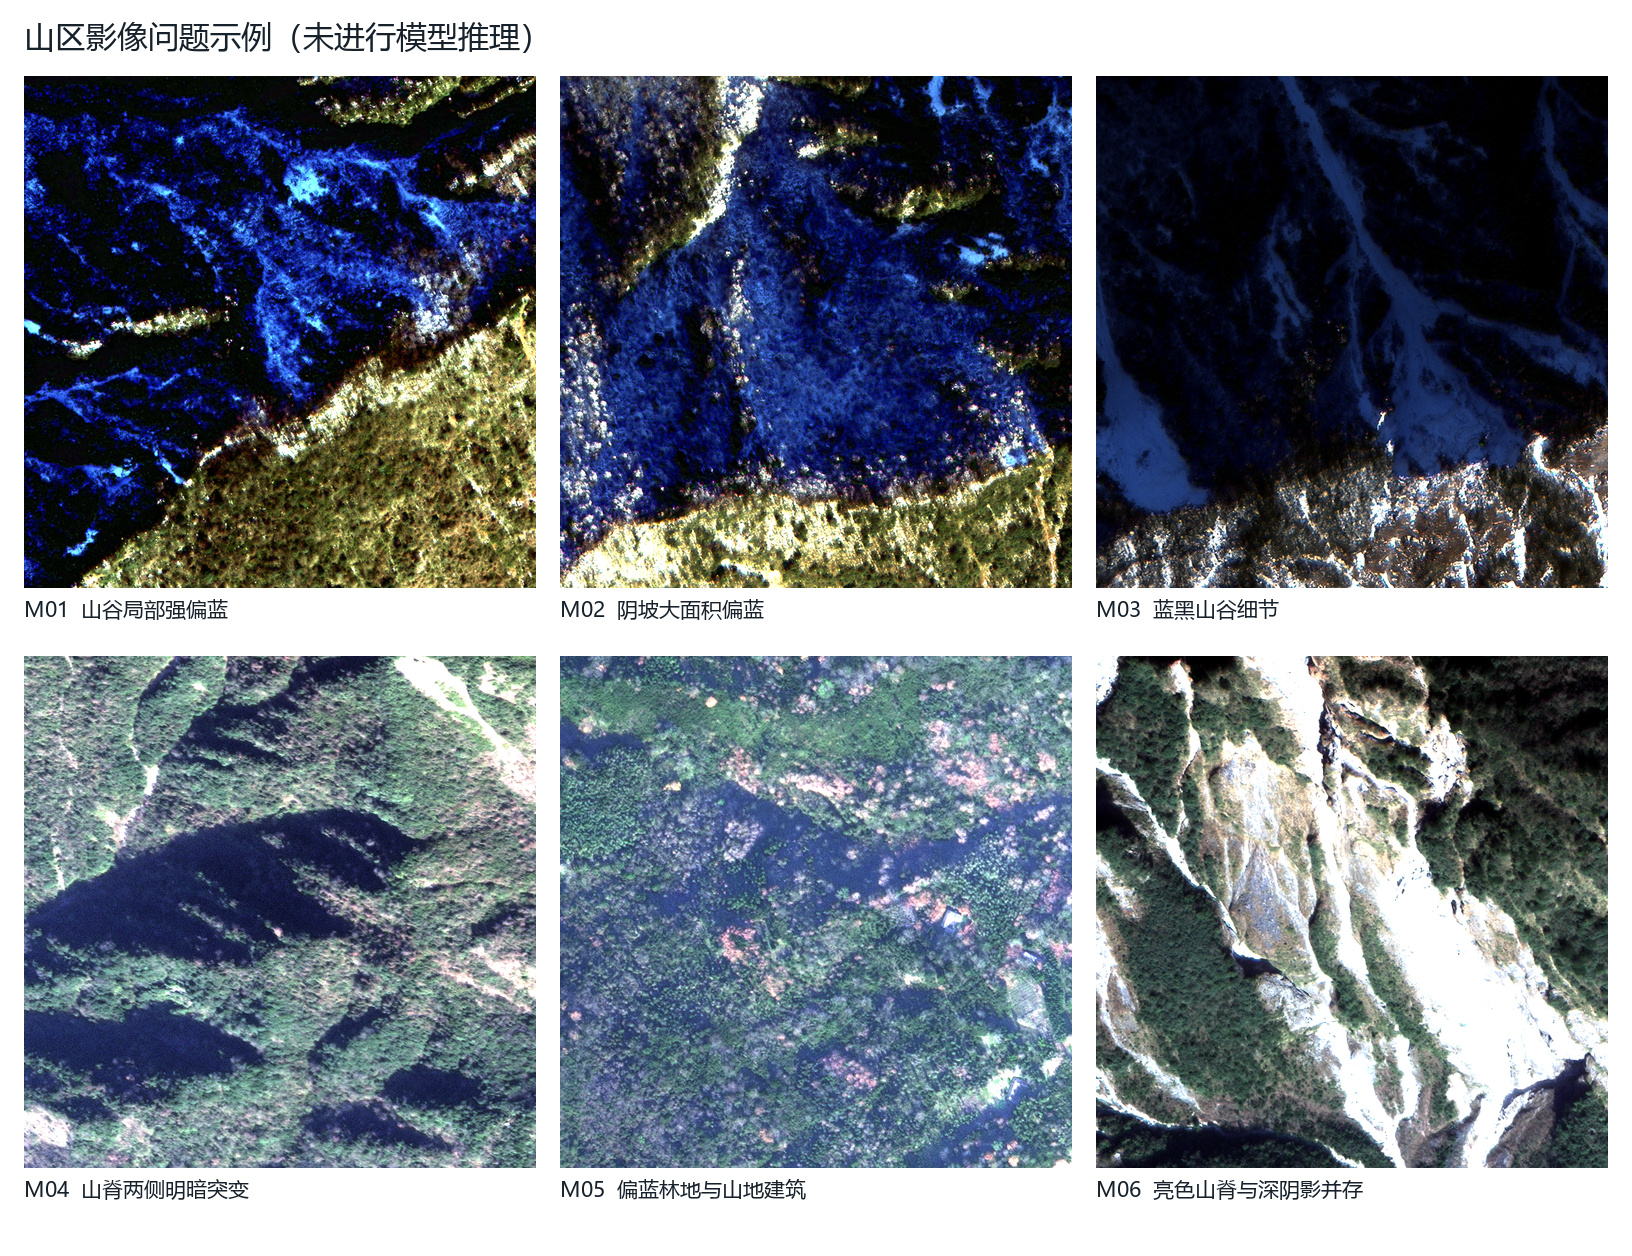 山区影像问题示例（未进行模型推理）
M01 山谷局部强偏蓝
M02 阴坡大面积偏蓝
M03 蓝黑山谷细节
M04 山脊两侧明暗突变
M05 偏蓝林地与山地建筑
M06 亮色山脊与深阴影并存